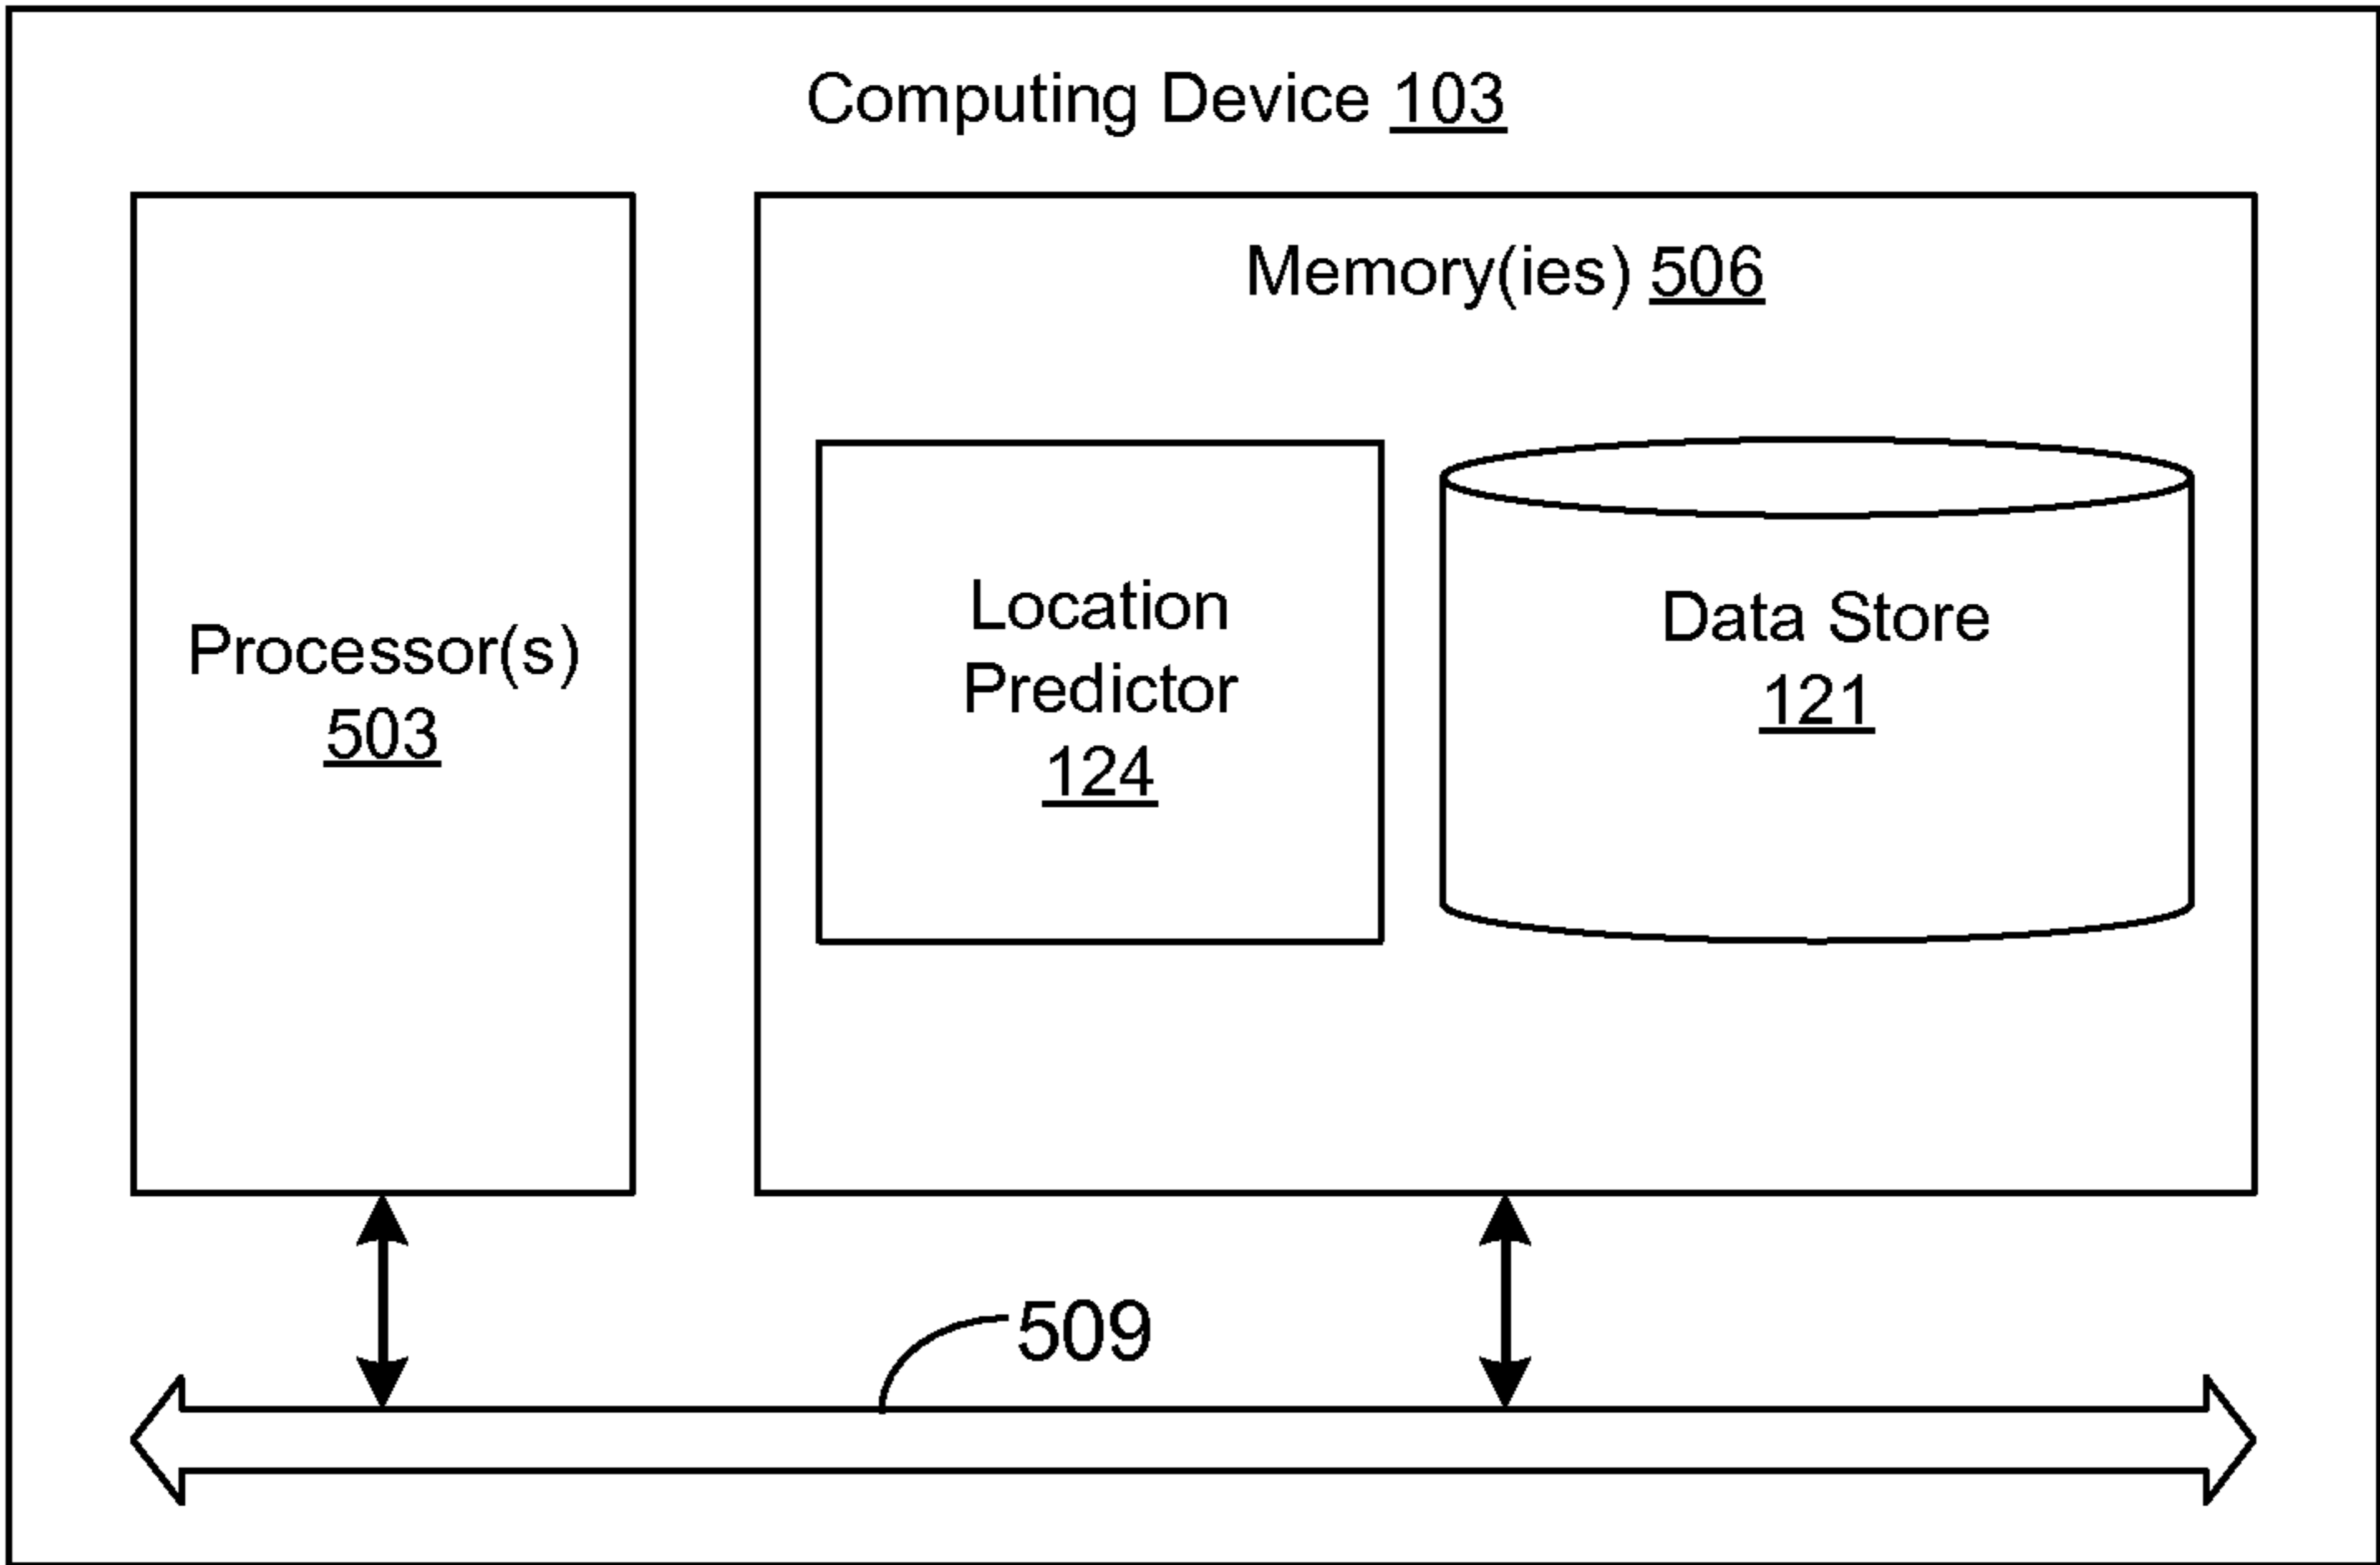 Computing Device 103
Memory(ies) 506
Processor(s)
503
Location
Predictor
124
Data Store
121
509